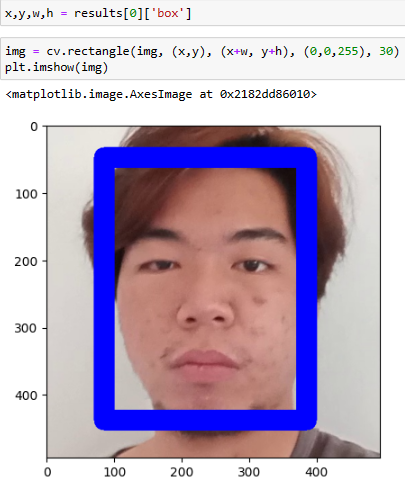 x,y,w,h = results[0]['box']
img = cv.rectangle(img, (x,y), (x+w, y+h), (0,0,255), 30)
plt.imshow(img)
<matplotlib.image.AxesImage at 0x2182dd86010>
0
100
200
300
400
0 100 200 300 400